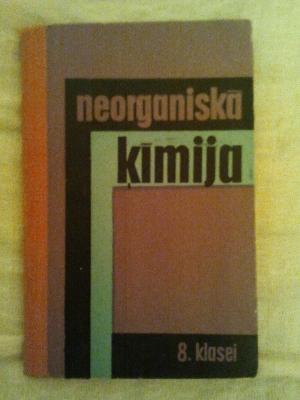 neorganiskā
ķīmija
8. klasei